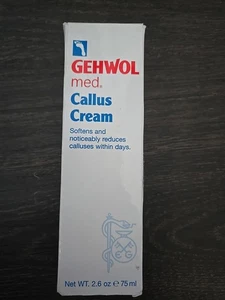 GEHWOL
med.
Callus
Cream
Softens and
noticeably reduces
calluses within days.
Net WT. 2.6 oz ℮ 75 ml